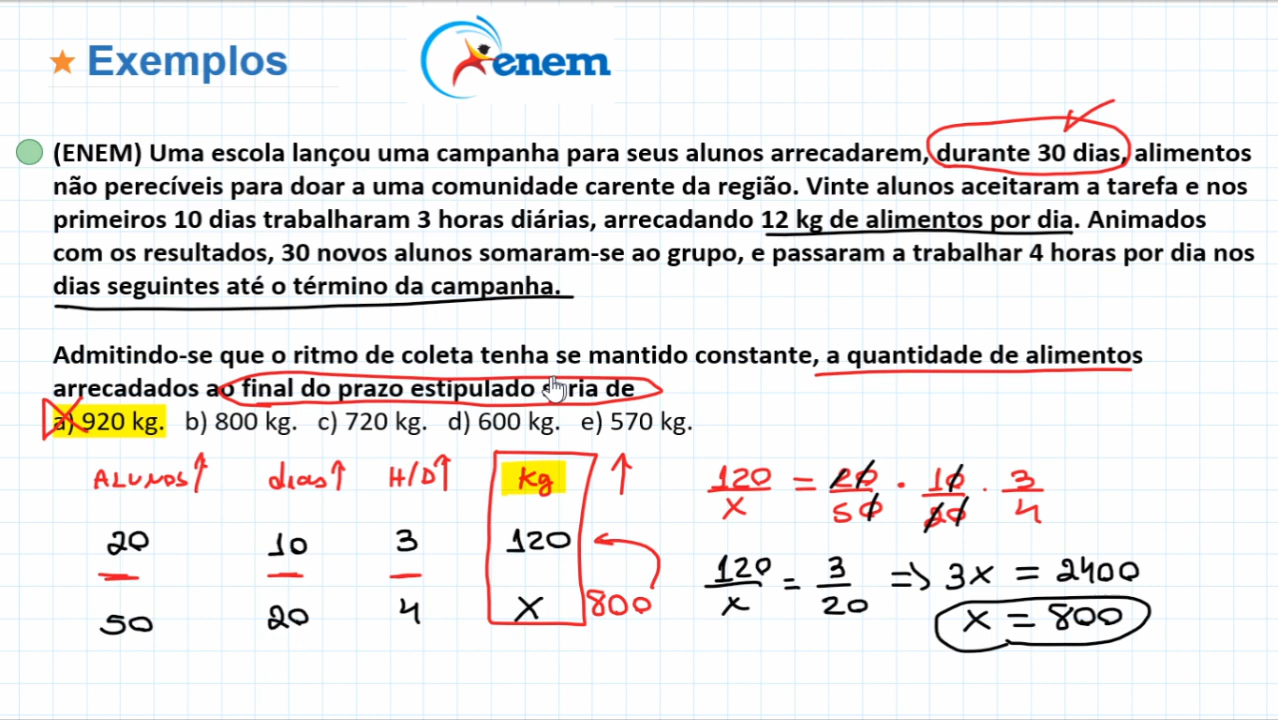 Exemplos
enem
(ENEM) Uma escola lançou uma campanha para seus alunos arrecadarem, durante 30 dias, alimentos
não perecíveis para doar a uma comunidade carente da região. Vinte alunos aceitaram a tarefa e nos
primeiros 10 dias trabalharam 3 horas diárias, arrecadando 12 kg de alimentos por dia. Animados
com os resultados, 30 novos alunos somaram-se ao grupo, e passaram a trabalhar 4 horas por dia nos
dias seguintes até o término da campanha.
Admitindo-se que o ritmo de coleta tenha se mantido constante, a quantidade de alimentos
arrecadados ao final do prazo estipulado seria de
a) 920 kg. b) 800 kg. c) 720 kg. d) 600 kg. e) 570 kg.
ALUNOS↑ dias↑ H/D↑ Kg ↑
20 10 3 120
50 20 4 x 800
120/x = 20/50 · 10/20 · 3/4
120/x = 3/20 => 3x = 2400
x = 800